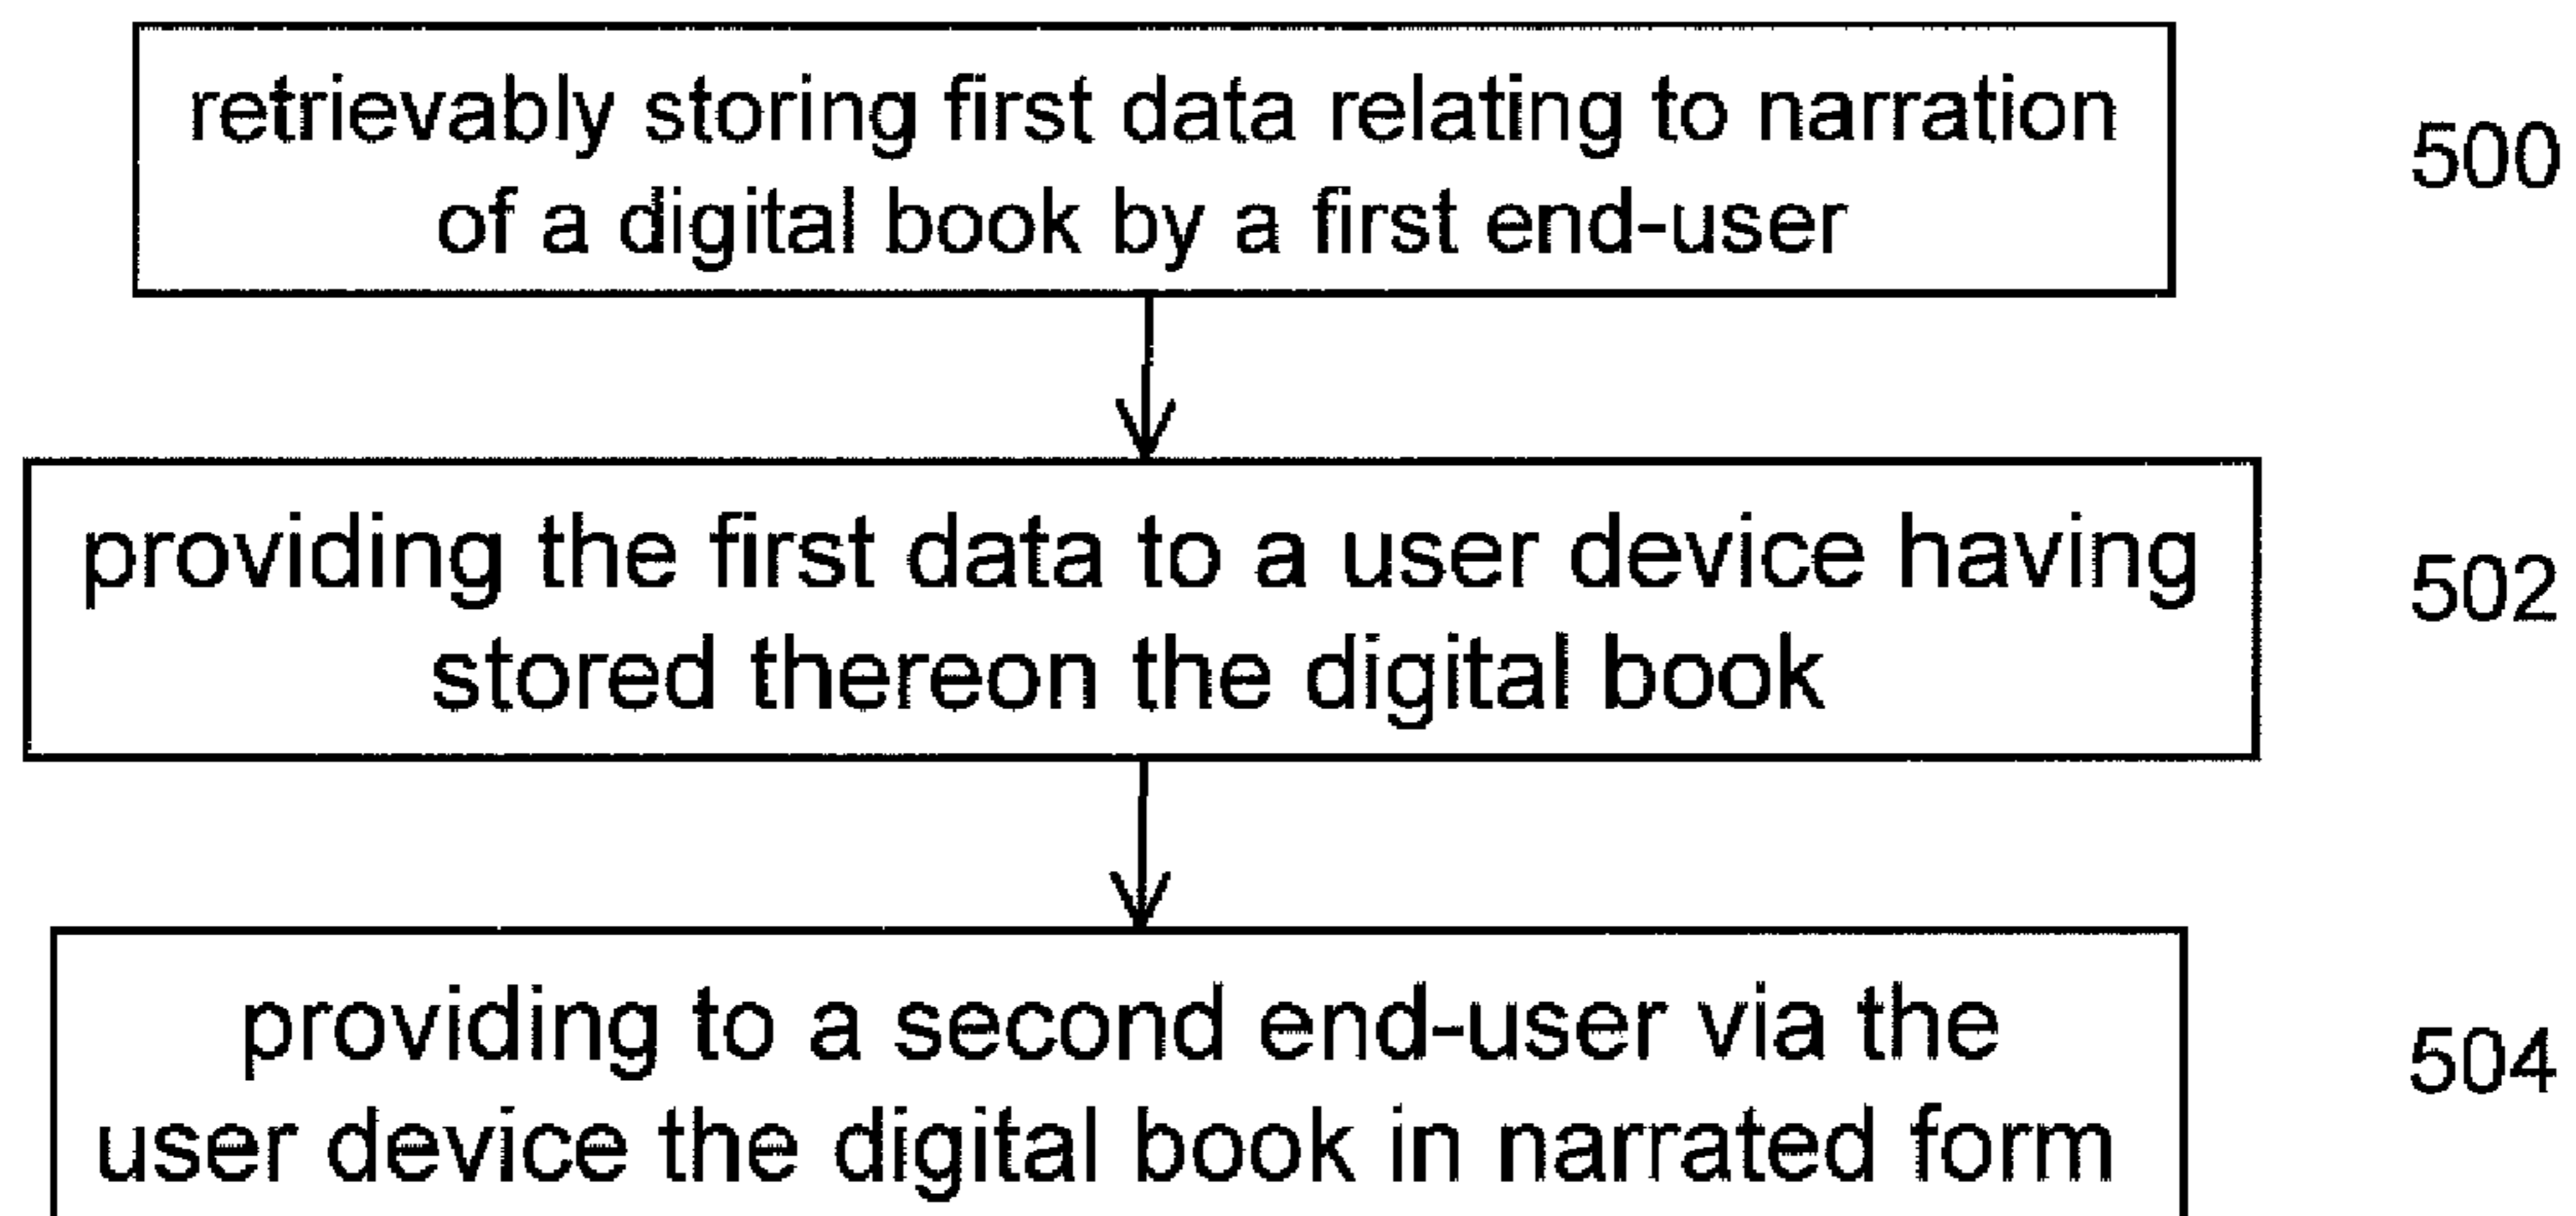 retrievably storing first data relating to narration
of a digital book by a first end-user
500
providing the first data to a user device having
stored thereon the digital book
502
providing to a second end-user via the
user device the digital book in narrated form
504